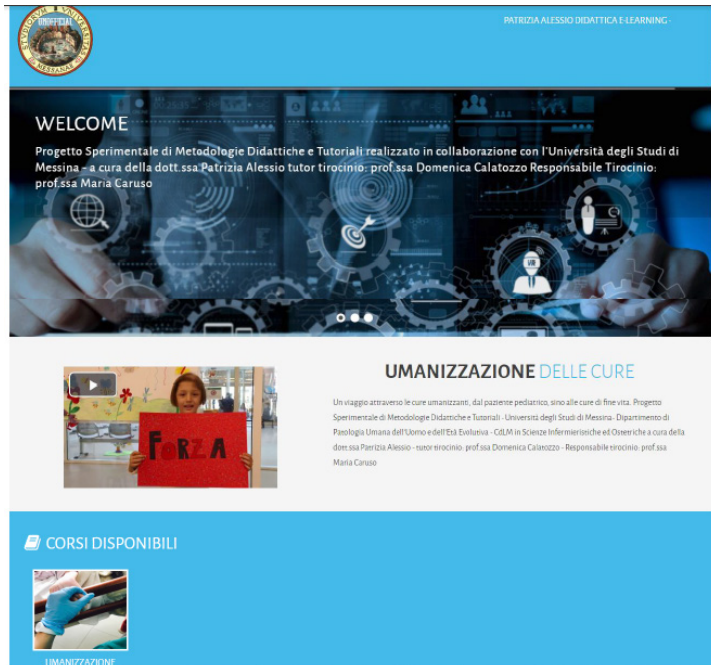 UNOFFICIAL
STUDIORVM VNIVERSITAS
MESSANAE
PATRIZIA ALESSIO DIDATTICA E-LEARNING
WELCOME
Progetto Sperimentale di Metodologie Didattiche e Tutoriali realizzato in collaborazione con l'Università degli Studi di
Messina - a cura della dott.ssa Patrizia Alessio tutor tirocinio: prof.ssa Domenica Calatozzo Responsabile Tirocinio:
prof.ssa Maria Caruso
VR
FORZA
UMANIZZAZIONE DELLE CURE
Un viaggio attraverso le cure umanizzanti, dal paziente pediatrico, sino alle cure di fine vita. Progetto
Sperimentale di Metodologie Didattiche e Tutoriali - Università degli Studi di Messina- Dipartimento di
Patologia Umana dell'Uomo e dell'Età Evolutiva - CdLM in Scienze Infermieristiche ed Ostetriche a cura della
dott.ssa Patrizia Alessio - tutor tirocinio: prof.ssa Domenica Calatozzo - Responsabile tirocinio: prof.ssa
Maria Caruso
CORSI DISPONIBILI
UMANIZZAZIONE